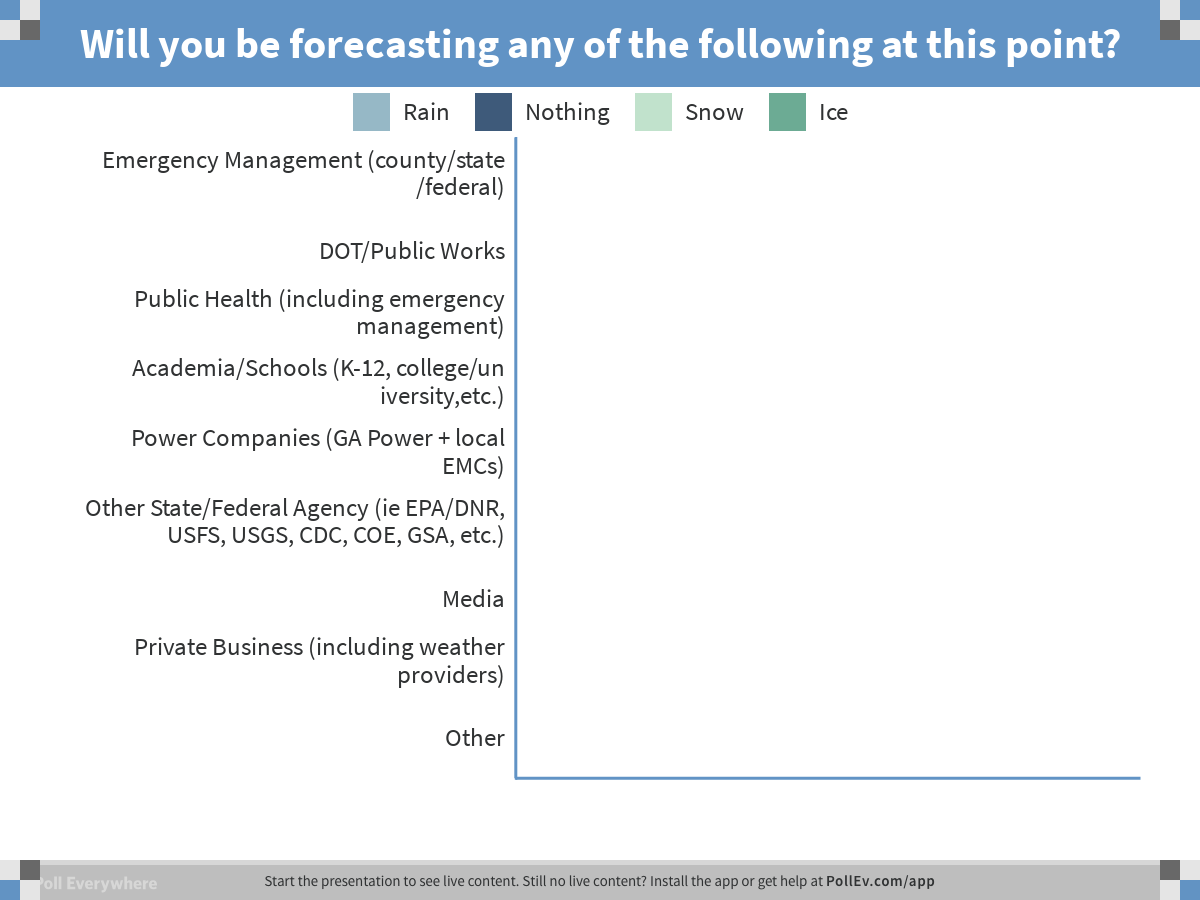 Will you be forecasting any of the following at this point?
Rain Nothing Snow Ice
Emergency Management (county/state
/federal)
DOT/Public Works
Public Health (including emergency
management)
Academia/Schools (K-12, college/un
iversity,etc.)
Power Companies (GA Power + local
EMCs)
Other State/Federal Agency (ie EPA/DNR,
USFS, USGS, CDC, COE, GSA, etc.)
Media
Private Business (including weather
providers)
Other
Poll Everywhere
Start the presentation to see live content. Still no live content? Install the app or get help at PollEv.com/app